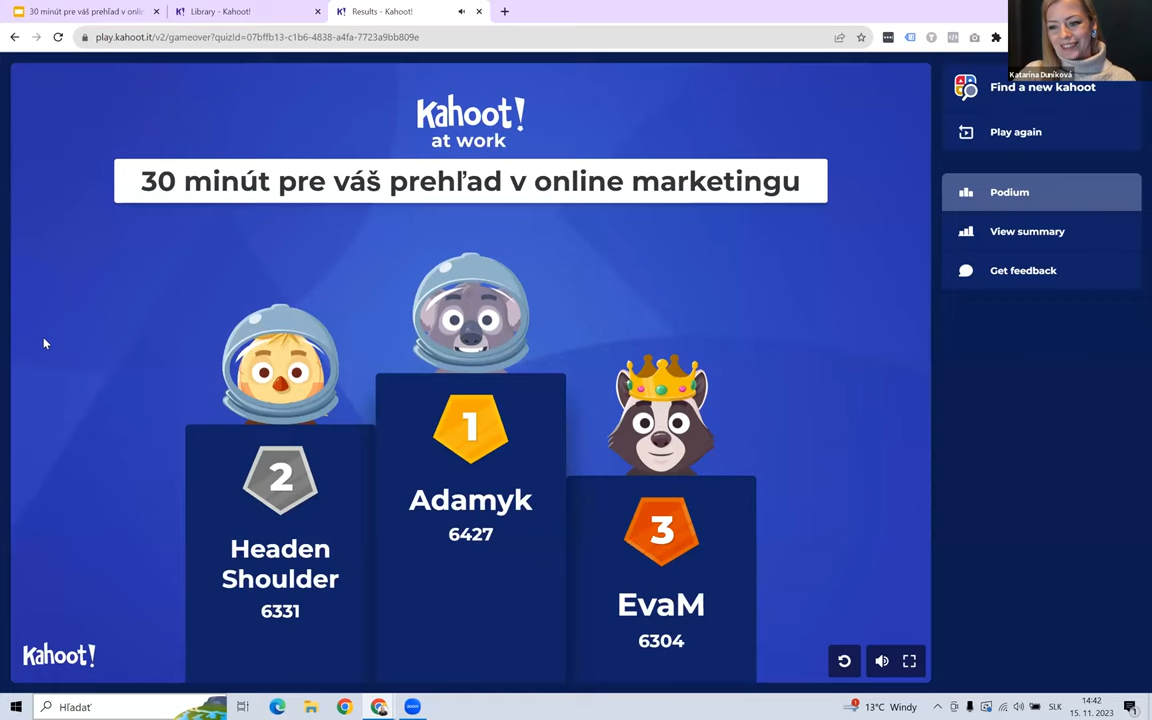 30 minút pre váš prehľad v onli
Library - Kahoot!
Results - Kahoot!
play.kahoot.it/v2/gameover?quizId=07bffb13-c1b6-4838-a4fa-7723a9bb809e
Katarína Duníková
Kahoot!
at work
30 minút pre váš prehľad v online marketingu
Find a new kahoot
Play again
Podium
View summary
Get feedback
1
Adamyk
6427
2
Headen
Shoulder
6331
3
EvaM
6304
Kahoot!
Hľadať
13°C Windy
SLK
14:42
15. 11. 2023